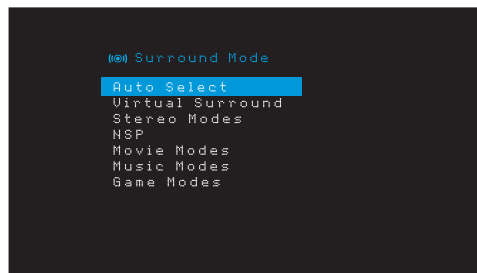 Surround Mode
Auto Select
Virtual Surround
Stereo Modes
NSP
Movie Modes
Music Modes
Game Modes